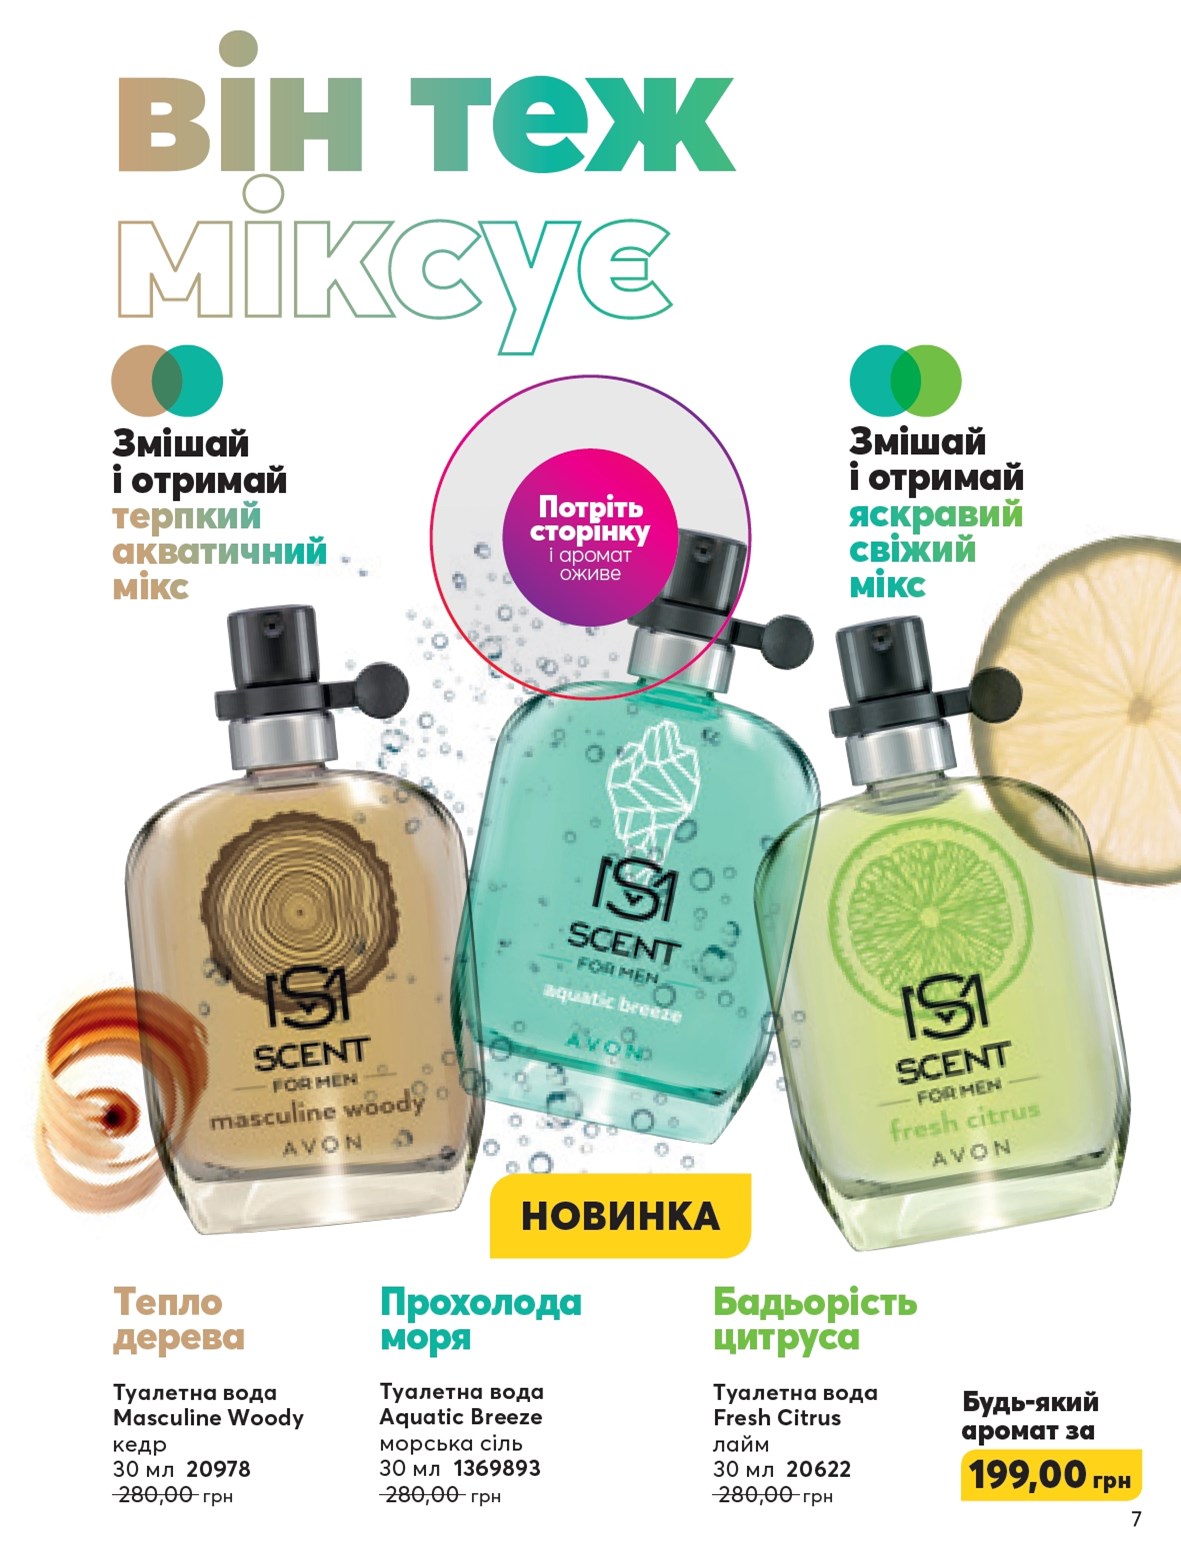 він теж
міксує
Змішай
і отримай
терпкий
акватичний
мікс
Потріть
сторінку
і аромат
оживе
Змішай
і отримай
яскравий
свіжий
мікс
SM
SCENT
FOR MEN
masculine woody
AVON
SM
SCENT
FOR MEN
aquatic breeze
AVON
SM
SCENT
FOR MEN
fresh citrus
AVON
НОВИНКА
Тепло
дерева
Туалетна вода
Masculine Woody
кедр
30 мл 20978
280,00 грн
Прохолода
моря
Туалетна вода
Aquatic Breeze
морська сіль
30 мл 1369893
280,00 грн
Бадьорість
цитруса
Туалетна вода
Fresh Citrus
лайм
30 мл 20622
280,00 грн
Будь-який
аромат за
199,00 грн
7